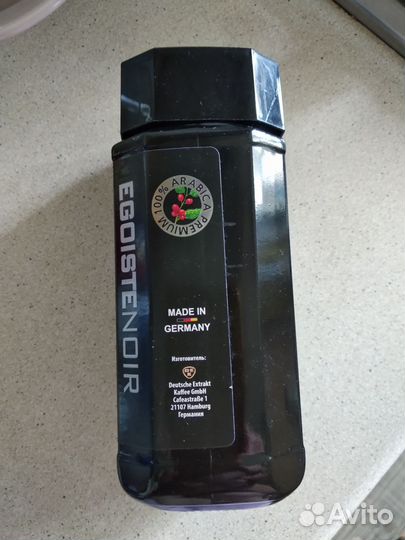 EGOISTE NOIR
100% ARABICA PREMIUM
MADE IN
GERMANY
Изготовитель:
Deutsche Extrakt
Kaffee GmbH
Cafeastraße 1
21107 Hamburg
Германия
Avito